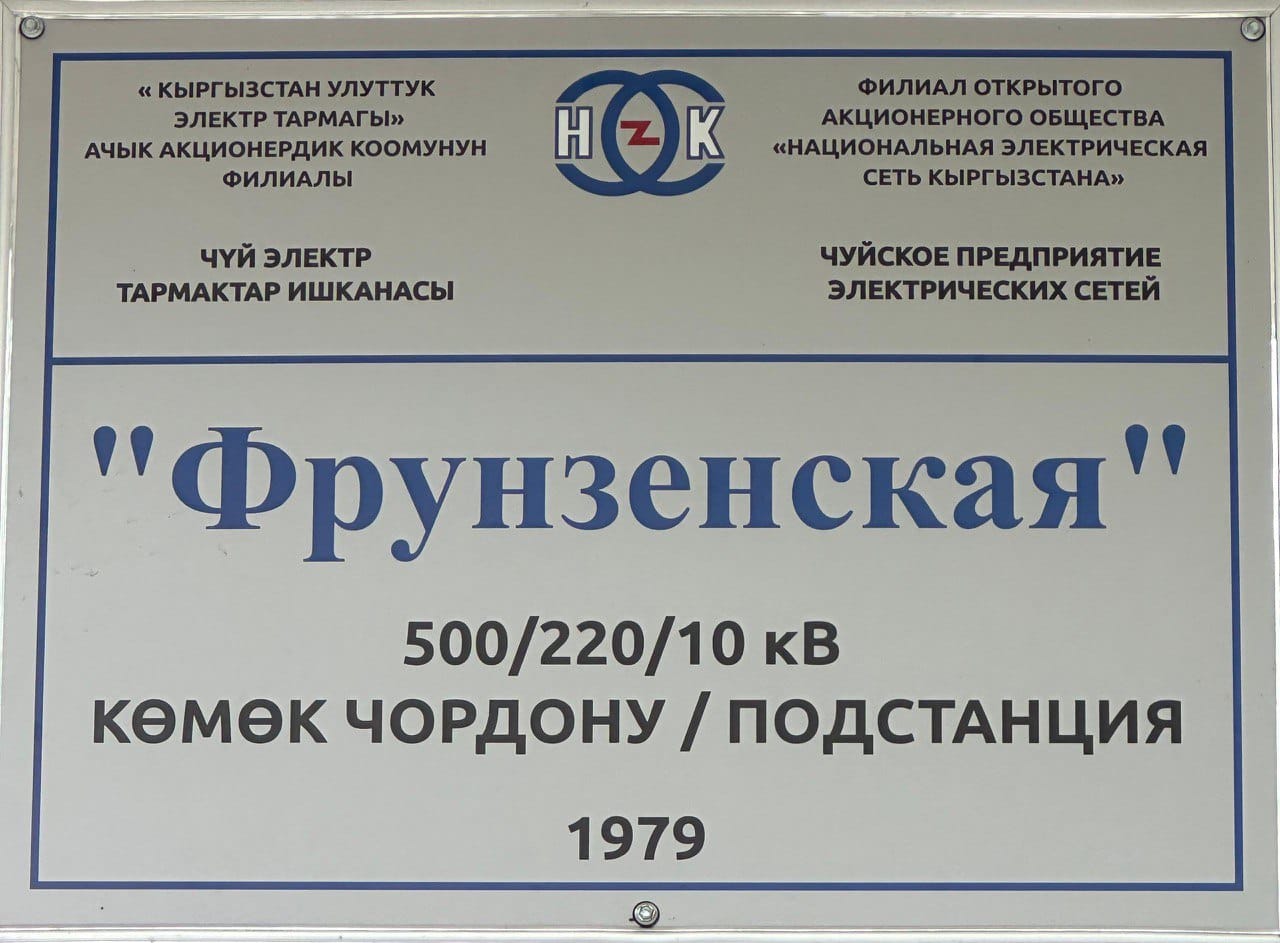 « КЫРГЫЗСТАН УЛУТТУК
ЭЛЕКТР ТАРМАГЫ»
АЧЫК АКЦИОНЕРДИК КООМУНУН
ФИЛИАЛЫ
ЧҮЙ ЭЛЕКТР
ТАРМАКТАР ИШКАНАСЫ
Н Z К
ФИЛИАЛ ОТКРЫТОГО
АКЦИОНЕРНОГО ОБЩЕСТВА
«НАЦИОНАЛЬНАЯ ЭЛЕКТРИЧЕСКАЯ
СЕТЬ КЫРГЫЗСТАНА»
ЧУЙСКОЕ ПРЕДПРИЯТИЕ
ЭЛЕКТРИЧЕСКИХ СЕТЕЙ
"Фрунзенская"
500/220/10 кВ
КӨМӨК ЧОРДОНУ / ПОДСТАНЦИЯ
1979